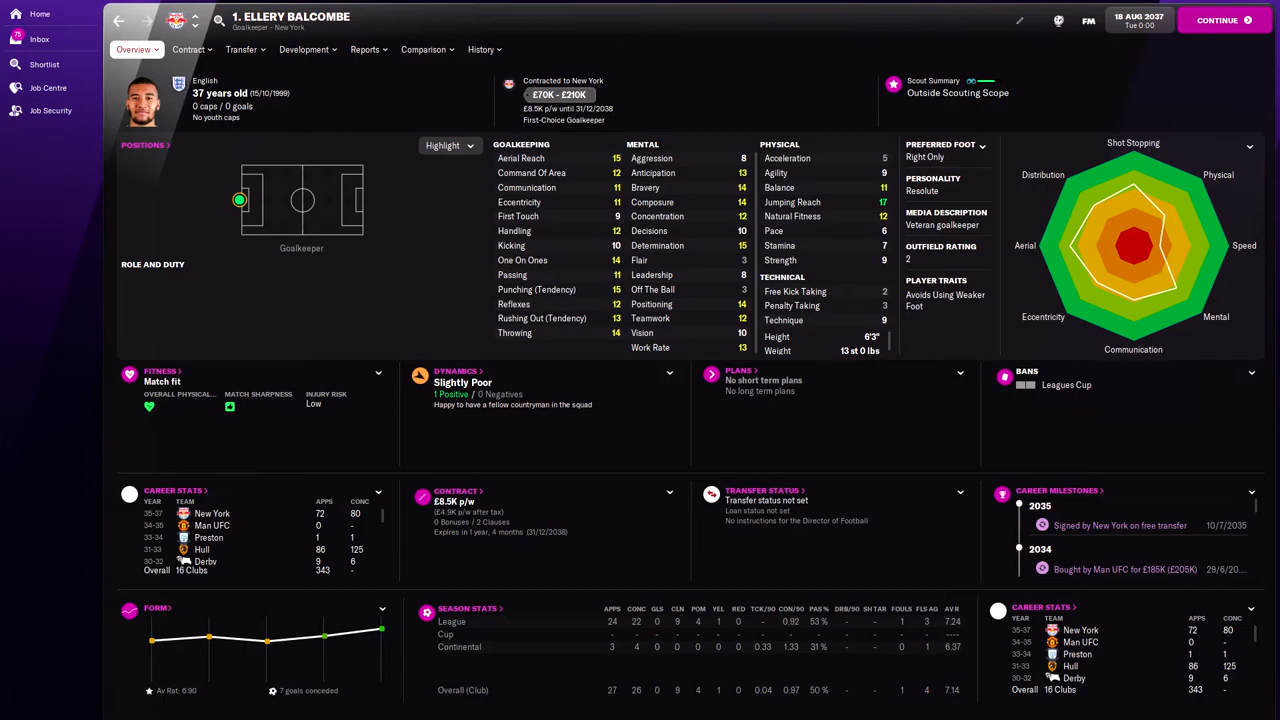 Home
75
Inbox
Shortlist
Job Centre
Job Security
1. ELLERY BALCOMBE
Goalkeeper - New York
FM
18 AUG 2037
Tue 0:00
CONTINUE
Overview
Contract
Transfer
Development
Reports
Comparison
History
English
37 years old (15/10/1999)
0 caps / 0 goals
No youth caps
Contracted to New York
£70K - £210K
£8.5K p/w until 31/12/2038
First-Choice Goalkeeper
Scout Summary
Outside Scouting Scope
POSITIONS
Highlight
Goalkeeper
ROLE AND DUTY
GOALKEEPING
Aerial Reach 15
Command Of Area 12
Communication 11
Eccentricity 11
First Touch 9
Handling 12
Kicking 10
One On Ones 14
Passing 11
Punching (Tendency) 15
Reflexes 12
Rushing Out (Tendency) 13
Throwing 14
MENTAL
Aggression 8
Anticipation 13
Bravery 14
Composure 14
Concentration 12
Decisions 10
Determination 15
Flair 3
Leadership 8
Off The Ball 3
Positioning 14
Teamwork 12
Vision 10
Work Rate 13
PHYSICAL
Acceleration 5
Agility 9
Balance 11
Jumping Reach 17
Natural Fitness 12
Pace 6
Stamina 7
Strength 9
TECHNICAL
Free Kick Taking 2
Penalty Taking 3
Technique 9
Height 6'3"
Weight 13 st 0 lbs
PREFERRED FOOT
Right Only
PERSONALITY
Resolute
MEDIA DESCRIPTION
Veteran goalkeeper
OUTFIELD RATING
2
PLAYER TRAITS
Avoids Using Weaker
Foot
Shot Stopping
Distribution
Physical
Aerial
Speed
Eccentricity
Mental
Communication
FITNESS
Match fit
OVERALL PHYSICAL... MATCH SHARPNESS INJURY RISK
Low
DYNAMICS
Slightly Poor
1 Positive / 0 Negatives
Happy to have a fellow countryman in the squad
PLANS
No short term plans
No long term plans
BANS
Leagues Cup
CAREER STATS
YEAR TEAM APPS CONC
35-37 New York 72 80
34-35 Man UFC 0 -
33-34 Preston 1 1
31-33 Hull 86 125
30-32 Derby 9 6
Overall 16 Clubs 343 -
CONTRACT
£8.5K p/w
(£4.9K p/w after tax)
0 Bonuses / 2 Clauses
Expires in 1 year, 4 months (31/12/2038)
TRANSFER STATUS
Transfer status not set
Loan status not set
No instructions for the Director of Football
CAREER MILESTONES
2035
Signed by New York on free transfer 10/7/2035
2034
Bought by Man UFC for £185K (£205K) 29/6/20....
FORM
Av Rat: 6.90
7 goals conceded
SEASON STATS APPS CONC GLS CLN POM YEL RED TCK/90 CON/90 PAS % DRB/90 SH TAR FOULS FLS AG AV R
League 24 22 0 9 4 1 0 - 0.92 53 % - - 1 3 7.24
Cup - - - - - - - - - - - - - - ----
Continental 3 4 0 0 0 0 0 0.33 1.33 31 % - - 0 1 6.37
Overall (Club) 27 26 0 9 4 1 0 0.04 0.97 50 % - - 1 4 7.14
CAREER STATS
YEAR TEAM APPS CONC
35-37 New York 72 80
34-35 Man UFC 0 -
33-34 Preston 1 1
31-33 Hull 86 125
30-32 Derby 9 6
Overall 16 Clubs 343 -